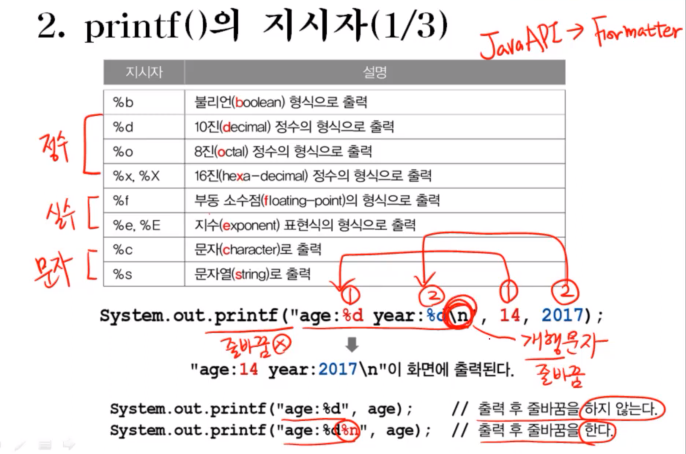 2. printf()의 지시자(1/3)
JavaAPI → Formatter
지시자 설명
%b 불리언(boolean) 형식으로 출력
%d 10진(decimal) 정수의 형식으로 출력
%o 8진(octal) 정수의 형식으로 출력
%x, %X 16진(hexa-decimal) 정수의 형식으로 출력
%f 부동 소수점(floating-point)의 형식으로 출력
%e, %E 지수(exponent) 표현식의 형식으로 출력
%c 문자(character)로 출력
%s 문자열(string)로 출력
정수
실수
문자
① ② ① ②
System.out.printf("age:%d year:%d\n", 14, 2017);
줄바꿈ⓧ
개행문자
줄바꿈
"age:14 year:2017\n"이 화면에 출력된다.
System.out.printf("age:%d", age); // 출력 후 줄바꿈을 하지 않는다.
System.out.printf("age:%d%n", age); // 출력 후 줄바꿈을 한다.